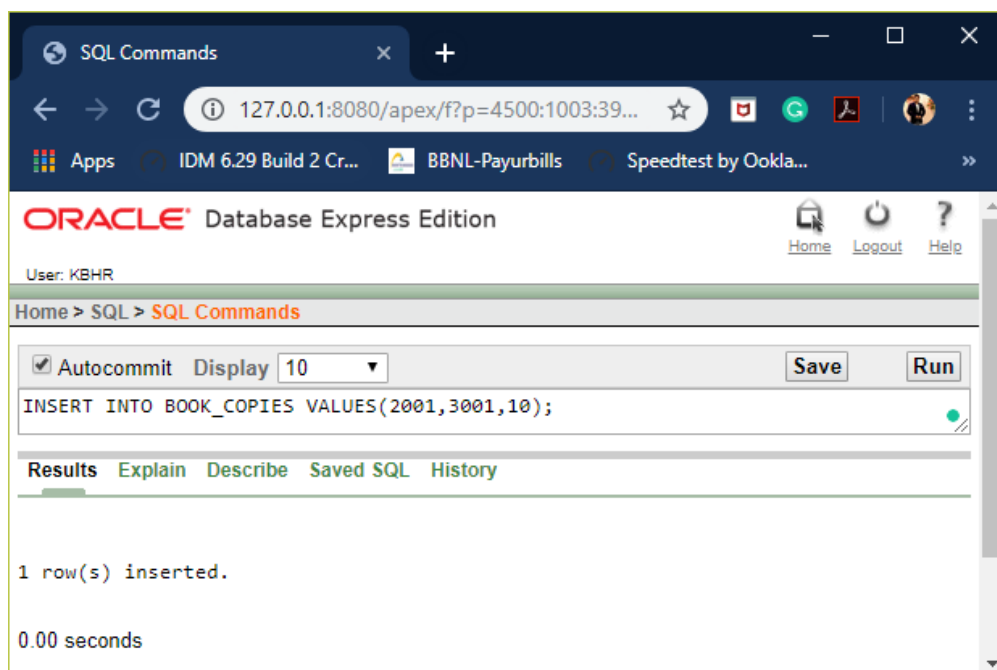 SQL Commands
127.0.0.1:8080/apex/f?p=4500:1003:39...
Apps IDM 6.29 Build 2 Cr... BBNL-Payurbills Speedtest by Ookla... »
ORACLE Database Express Edition
Home Logout Help
User: KBHR
Home > SQL > SQL Commands
Autocommit Display 10 Save Run
INSERT INTO BOOK_COPIES VALUES(2001,3001,10);
Results Explain Describe Saved SQL History
1 row(s) inserted.
0.00 seconds